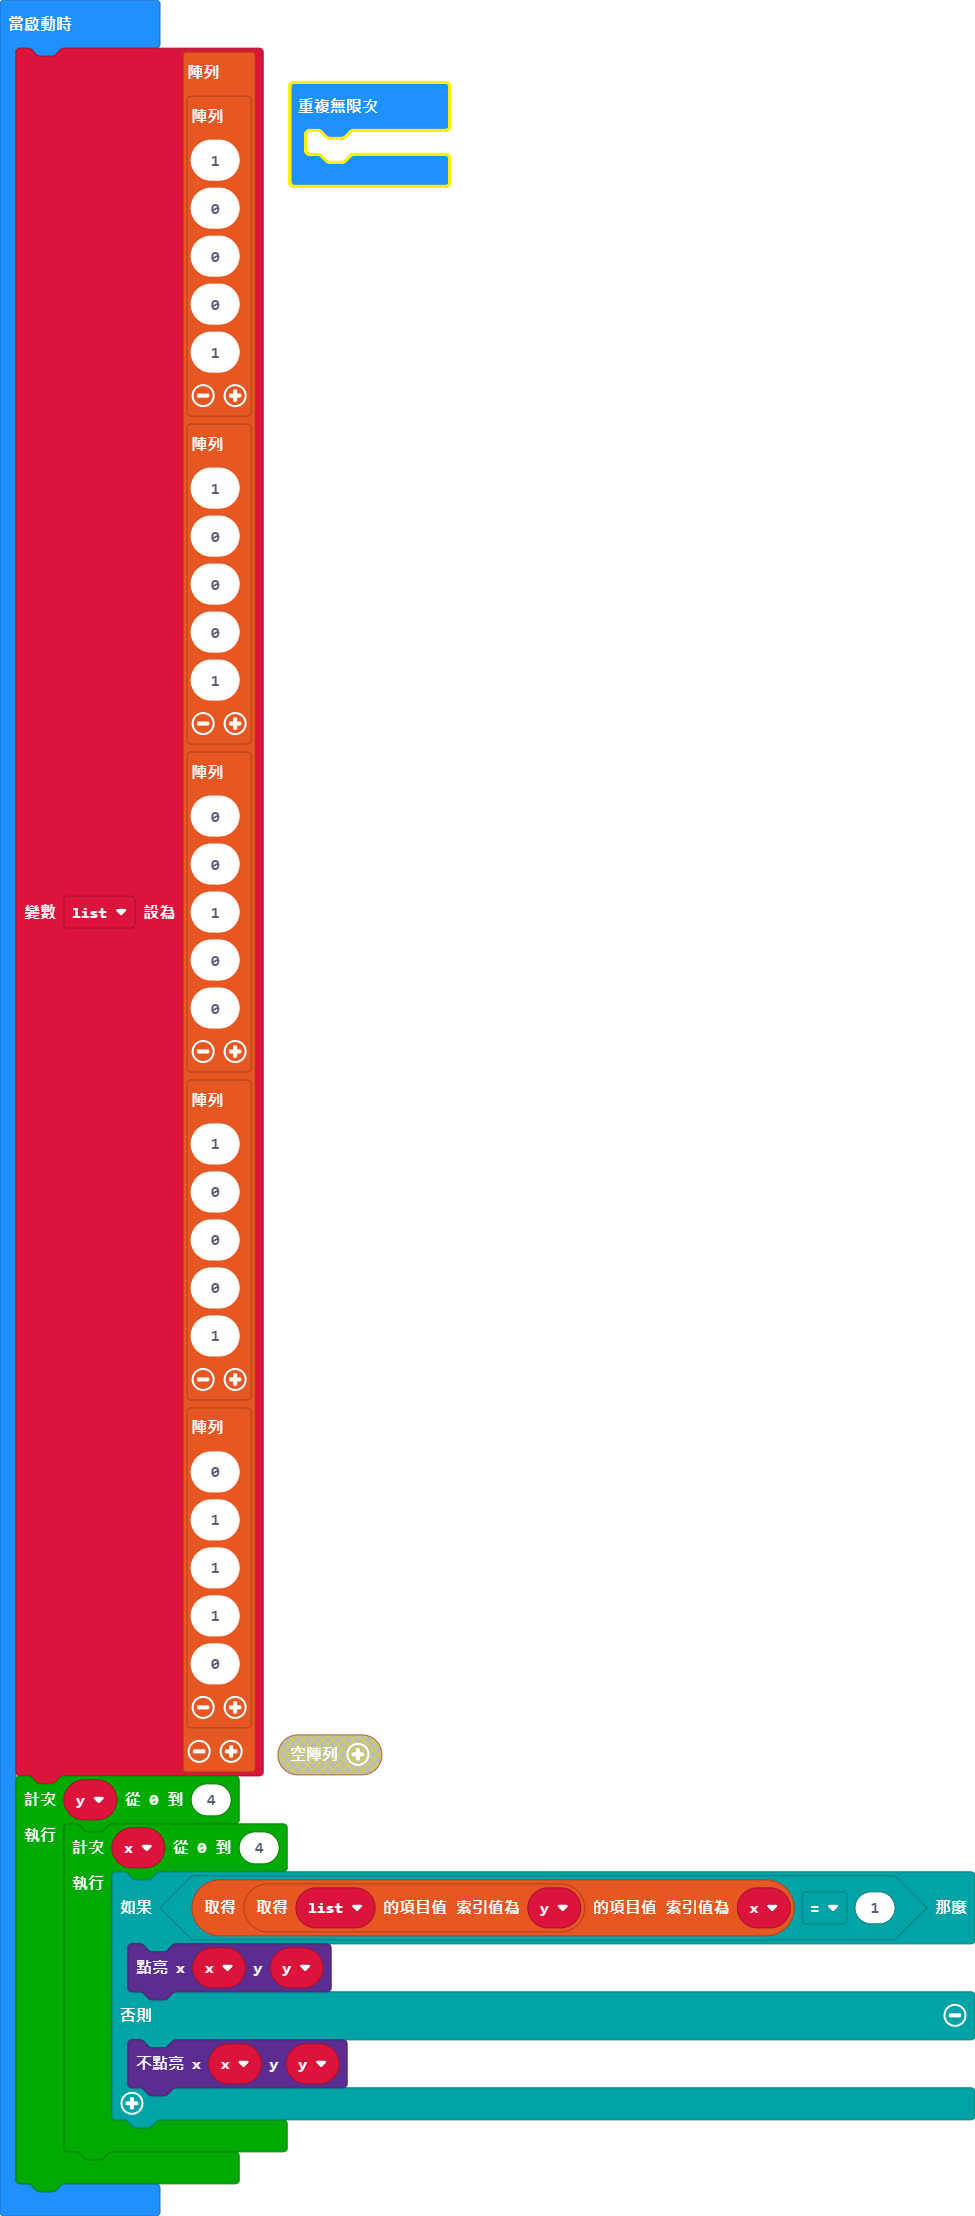 當啟動時
陣列
陣列
1
0
0
0
1
陣列
1
0
0
0
1
陣列
0
0
變數 list 設為 1
0
0
陣列
1
0
0
0
1
陣列
0
1
1
1
0
重複無限次
空陣列
計次 y 從 0 到 4
執行
計次 x 從 0 到 4
執行
如果 取得 取得 list 的項目值 索引值為 y 的項目值 索引值為 x = 1 那麼
點亮 x x y y
否則
不點亮 x x y y